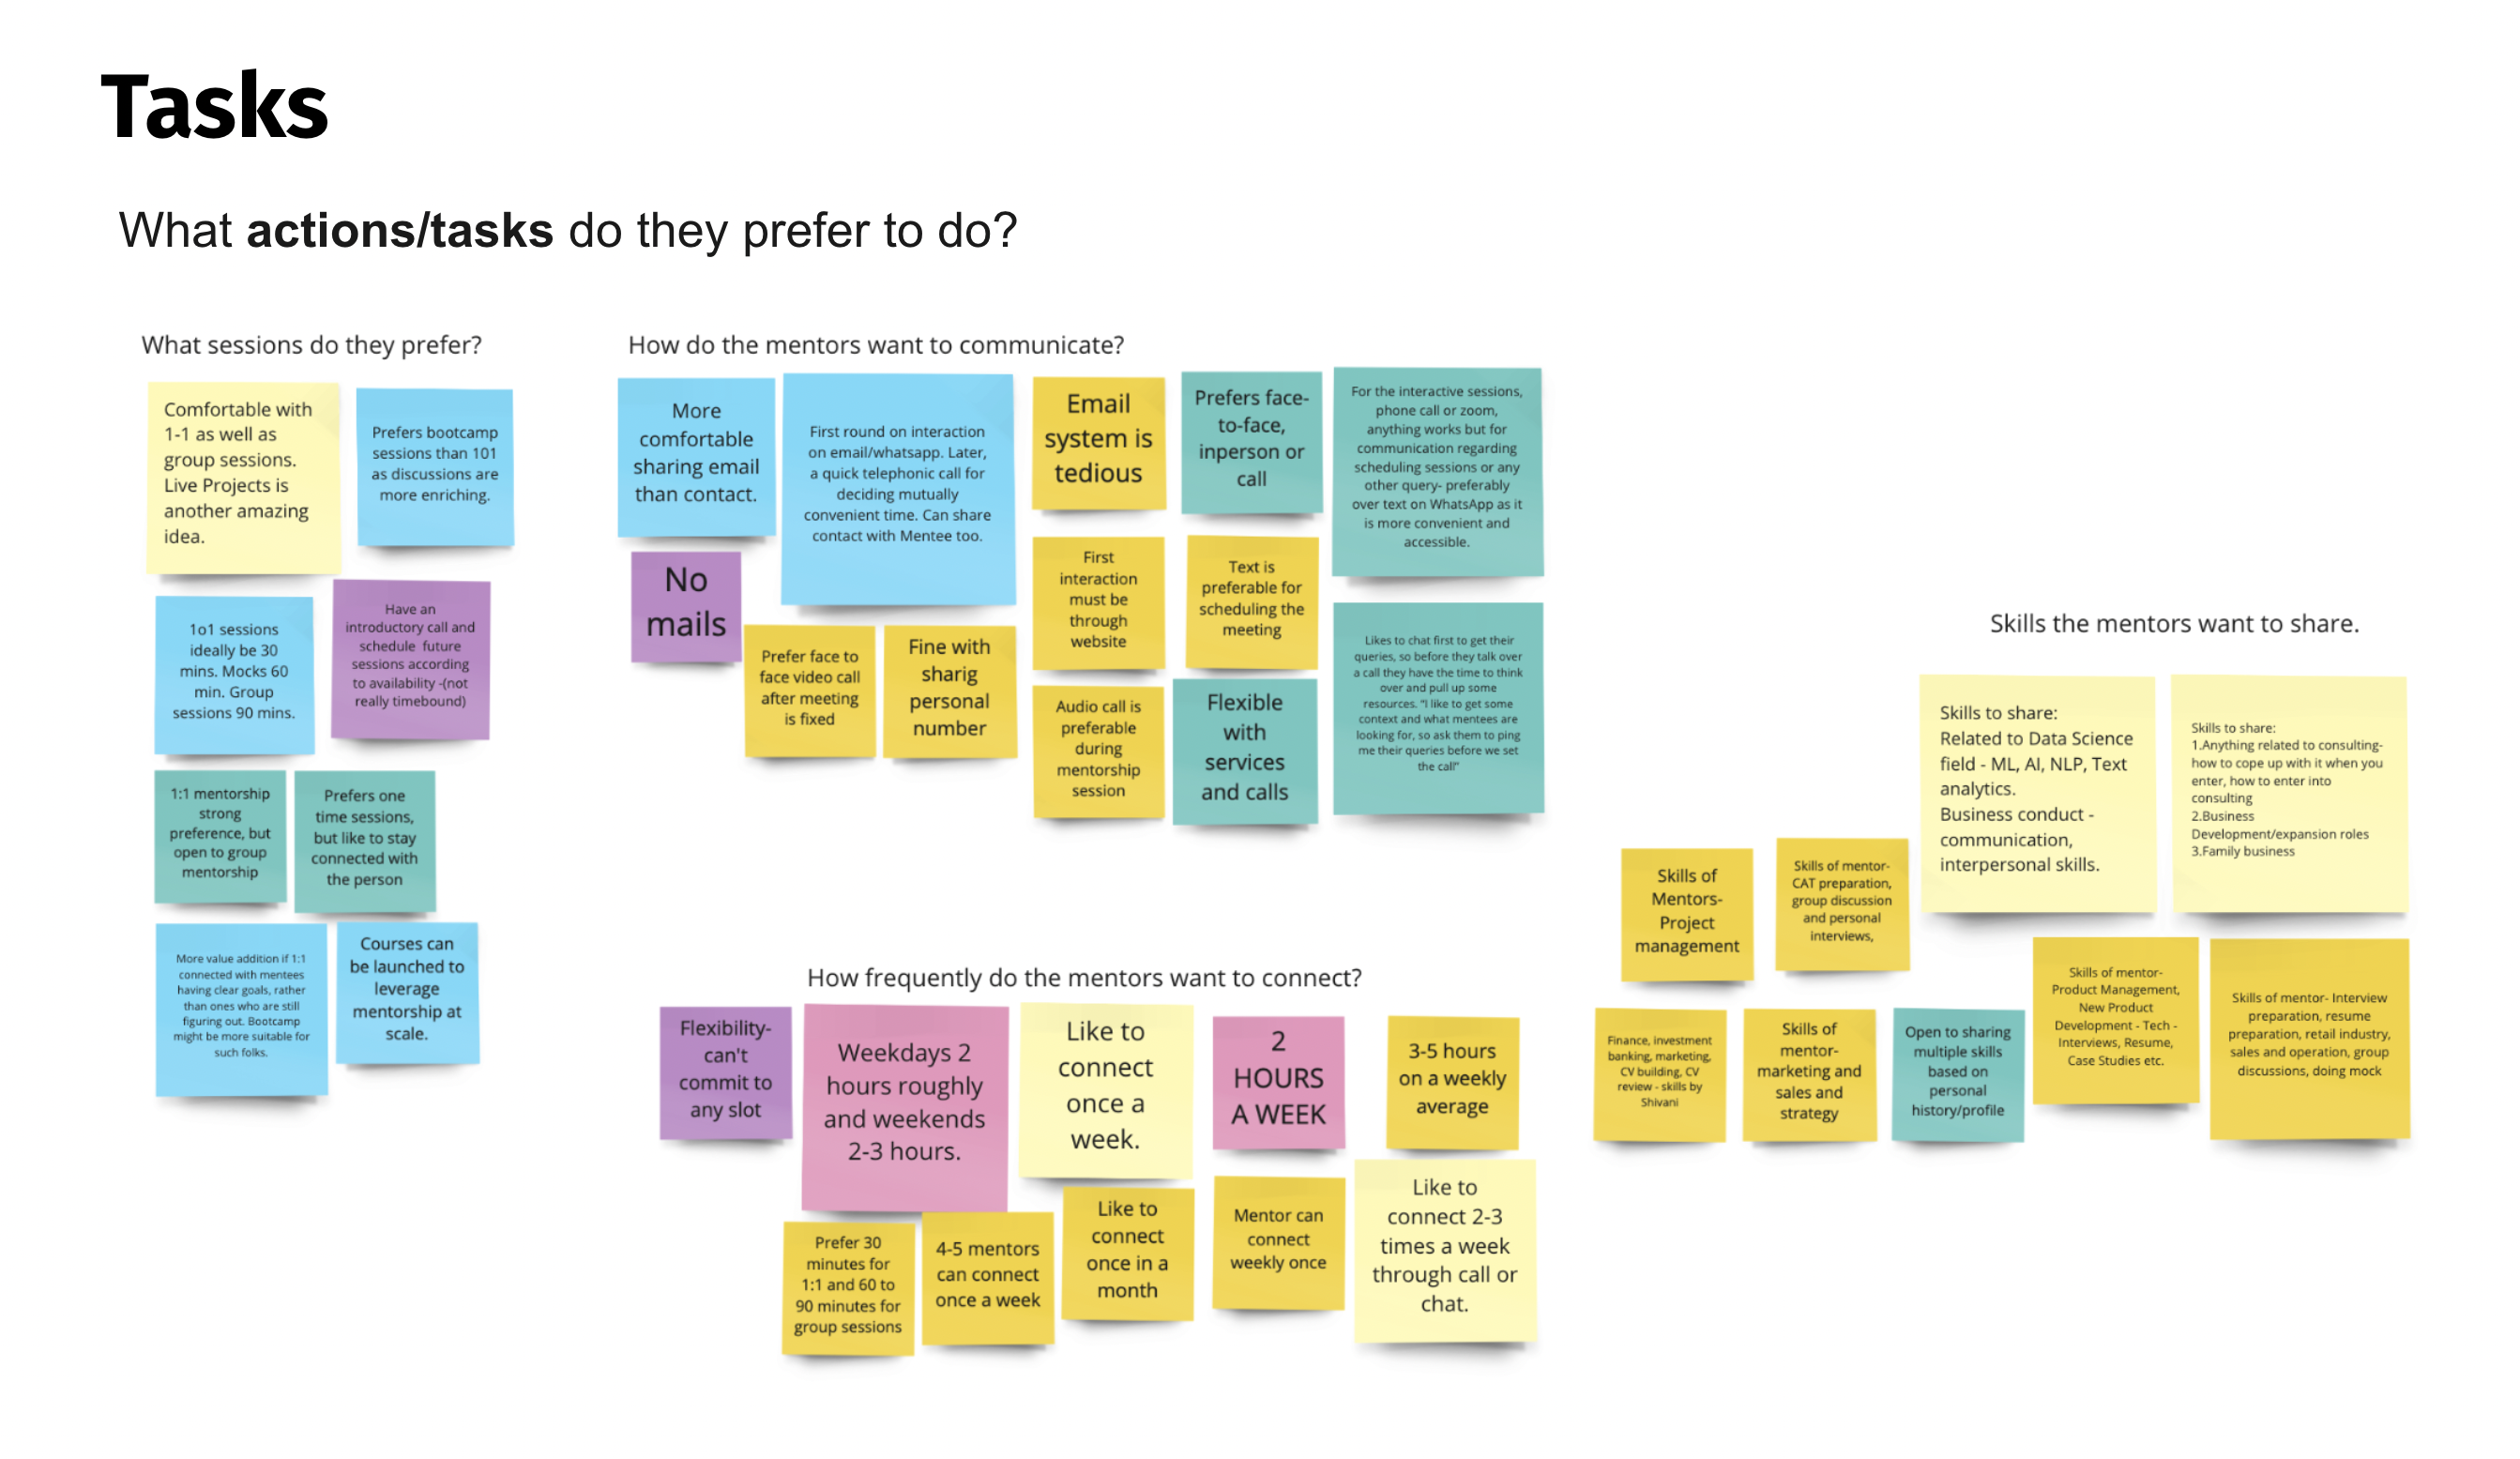 Tasks
What actions/tasks do they prefer to do?
What sessions do they prefer?
Comfortable with
1-1 as well as
group sessions.
Live Projects is
another amazing
idea.
Prefers bootcamp
sessions than 101
as discussions are
more enriching.
1o1 sessions
ideally be 30
mins. Mocks 60
min. Group
sessions 90 mins.
Have an
introductory call and
schedule future
sessions according
to availability -(not
really timebound)
1:1 mentorship
strong
preference, but
open to group
mentorship
Prefers one
time sessions,
but like to stay
connected with
the person
More value addition if 1:1
connected with mentees
having clear goals, rather
than ones who are still
figuring out. Bootcamp
might be more suitable for
such folks.
Courses can
be launched to
leverage
mentorship at
scale.
How do the mentors want to communicate?
More
comfortable
sharing email
than contact.
First round on interaction
on email/whatsapp. Later,
a quick telephonic call for
deciding mutually
convenient time. Can share
contact with Mentee too.
Email
system is
tedious
Prefers face-
to-face,
inperson or
call
For the interactive sessions,
phone call or zoom,
anything works but for
communication regarding
scheduling sessions or any
other query- preferably
over text on WhatsApp as it
is more convenient and
accessible.
No
mails
Prefer face to
face video call
after meeting
is fixed
Fine with
sharig
personal
number
First
interaction
must be
through
website
Text is
preferable for
scheduling the
meeting
Audio call is
preferable
during
mentorship
session
Flexible
with
services
and calls
Likes to chat first to get their
queries, so before they talk over
a call they have the time to think
over and pull up some
resources. "I like to get some
context and what mentees are
looking for, so ask them to ping
me their queries before we set
the call"
How frequently do the mentors want to connect?
Flexibility-
can't
commit to
any slot
Weekdays 2
hours roughly
and weekends
2-3 hours.
Like to
connect
once a
week.
2
HOURS
A WEEK
3-5 hours
on a weekly
average
Prefer 30
minutes for
1:1 and 60 to
90 minutes for
group sessions
4-5 mentors
can connect
once a week
Like to
connect
once in a
month
Mentor can
connect
weekly once
Like to
connect 2-3
times a week
through call or
chat.
Skills the mentors want to share.
Skills to share:
Related to Data Science
field - ML, AI, NLP, Text
analytics.
Business conduct -
communication,
interpersonal skills.
Skills to share:
1.Anything related to consulting-
how to cope up with it when you
enter, how to enter into
consulting
2.Business
Development/expansion roles
3.Family business
Skills of
Mentors-
Project
management
Skills of mentor-
CAT preparation,
group discussion
and personal
interviews,
Finance, investment
banking, marketing,
CV building, CV
review - skills by
Shivani
Skills of
mentor-
marketing and
sales and
strategy
Open to sharing
multiple skills
based on
personal
history/profile
Skills of mentor-
Product Management,
New Product
Development - Tech -
Interviews, Resume,
Case Studies etc.
Skills of mentor- Interview
preparation, resume
preparation, retail industry,
sales and operation, group
discussions, doing mock